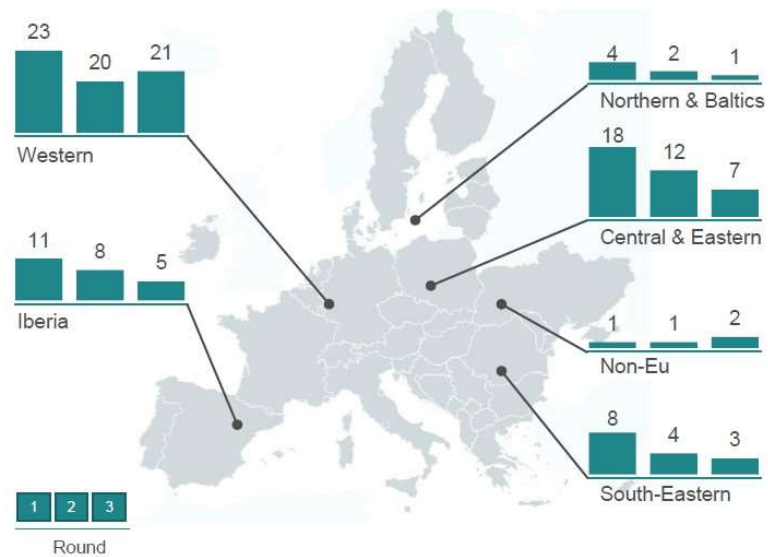 23 20 21
Western
11 8 5
Iberia
4 2 1
Northern & Baltics
18 12 7
Central & Eastern
1 1 2
Non-Eu
8 4 3
South-Eastern
1 2 3
Round